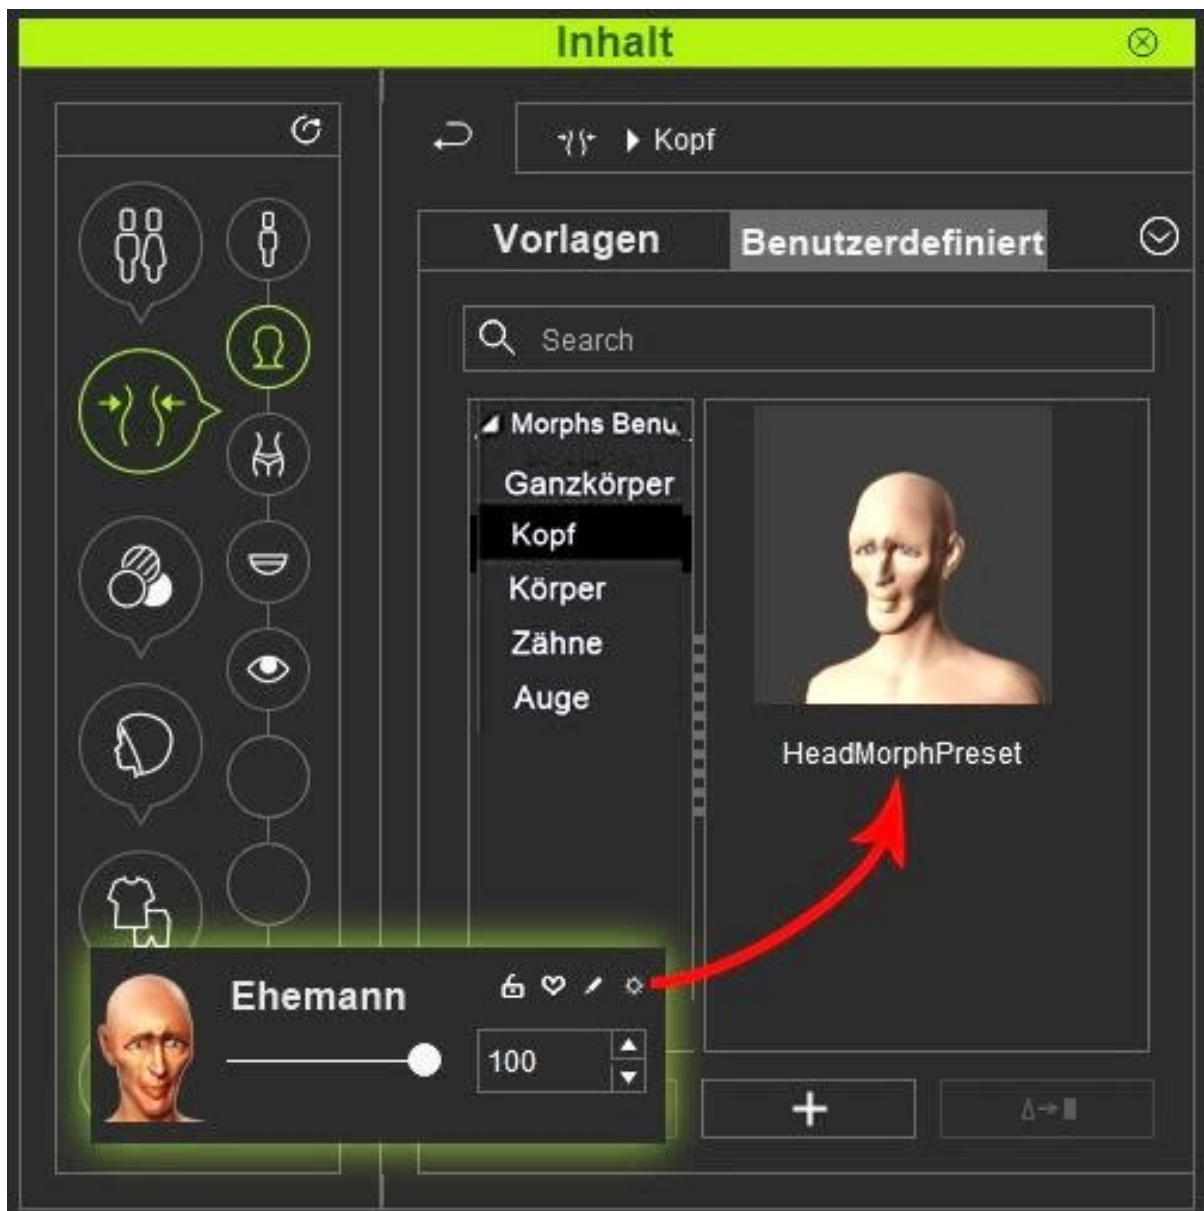 Inhalt
Kopf
Vorlagen
Benutzerdefiniert
Search
Morphs Benu
Ganzkörper
Kopf
Körper
Zähne
Auge
HeadMorphPreset
Ehemann
100